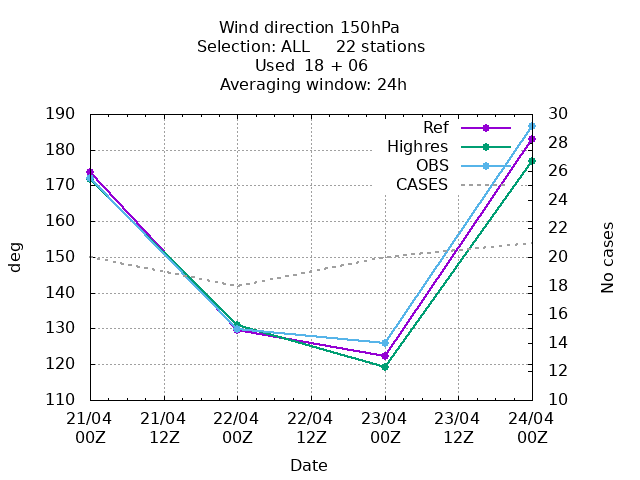 Wind direction 150hPa
Selection: ALL     22 stations
Used  18 + 06
Averaging window: 24h
190
180
170
160
150
140
130
120
110
deg
30
28
26
24
22
20
18
16
14
12
10
No cases
Ref
Highres
OBS
CASES
21/04 21/04 22/04 22/04 23/04 23/04 24/04
00Z 12Z 00Z 12Z 00Z 12Z 00Z
Date